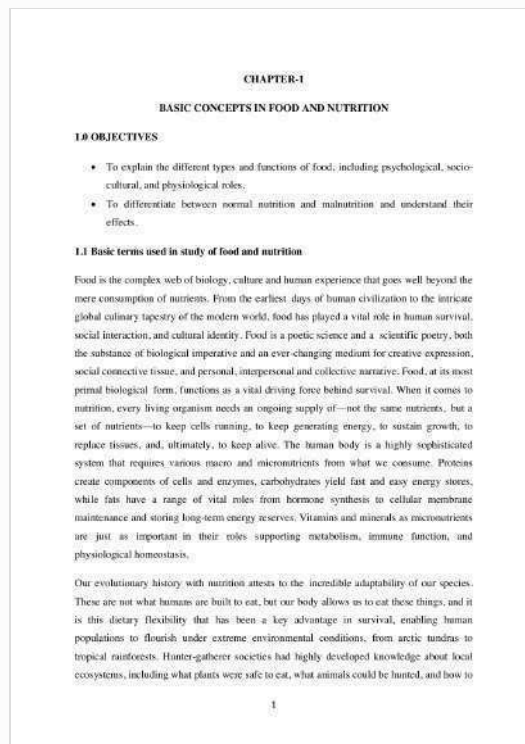 CHAPTER-1
BASIC CONCEPTS IN FOOD AND NUTRITION
1.0 OBJECTIVES
• To explain the different types and functions of food, including psychological, socio-
cultural, and physiological roles.
• To differentiate between normal nutrition and malnutrition and understand their
effects.
1.1 Basic terms used in study of food and nutrition
Food is the complex web of biology, culture and human experience that goes well beyond the
mere consumption of nutrients. From the earliest days of human civilization to the intricate
global culinary tapestry of the modern world, food has played a vital role in human survival,
social interaction, and cultural identity. Food is a poetic science and a scientific poetry, both
the substance of biological imperative and an ever-changing medium for creative expression,
social connective tissue, and personal, interpersonal and collective narrative. Food, at its most
primal biological form, functions as a vital driving force behind survival. When it comes to
nutrition, every living organism needs an ongoing supply of—not the same nutrients, but a
set of nutrients—to keep cells running, to keep generating energy, to sustain growth, to
replace tissues, and, ultimately, to keep alive. The human body is a highly sophisticated
system that requires various macro and micronutrients from what we consume. Proteins
create components of cells and enzymes, carbohydrates yield fast and easy energy stores,
while fats have a range of vital roles from hormone synthesis to cellular membrane
maintenance and storing long-term energy reserves. Vitamins and minerals as micronutrients
are just as important in their roles supporting metabolism, immune function, and
physiological homeostasis.
Our evolutionary history with nutrition attests to the incredible adaptability of our species.
These are not what humans are built to eat, but our body allows us to eat these things, and it
is this dietary flexibility that has been a key advantage in survival, enabling human
populations to flourish under extreme environmental conditions, from arctic tundras to
tropical rainforests. Hunter-gatherer societies had highly developed knowledge about local
ecosystems, including what plants were safe to eat, what animals could be hunted, and how to
1